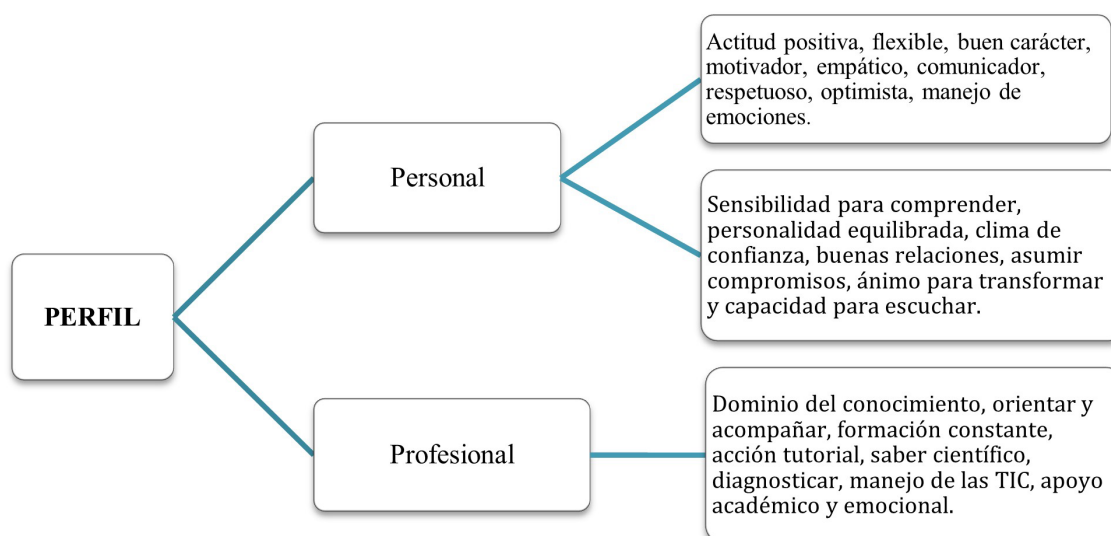 PERFIL
Personal
Actitud positiva, flexible, buen carácter,
motivador, empático, comunicador,
respetuoso, optimista, manejo de
emociones.
Sensibilidad para comprender,
personalidad equilibrada, clima de
confianza, buenas relaciones, asumir
compromisos, ánimo para transformar
y capacidad para escuchar.
Profesional
Dominio del conocimiento, orientar y
acompañar, formación constante,
acción tutorial, saber científico,
diagnosticar, manejo de las TIC, apoyo
académico y emocional.